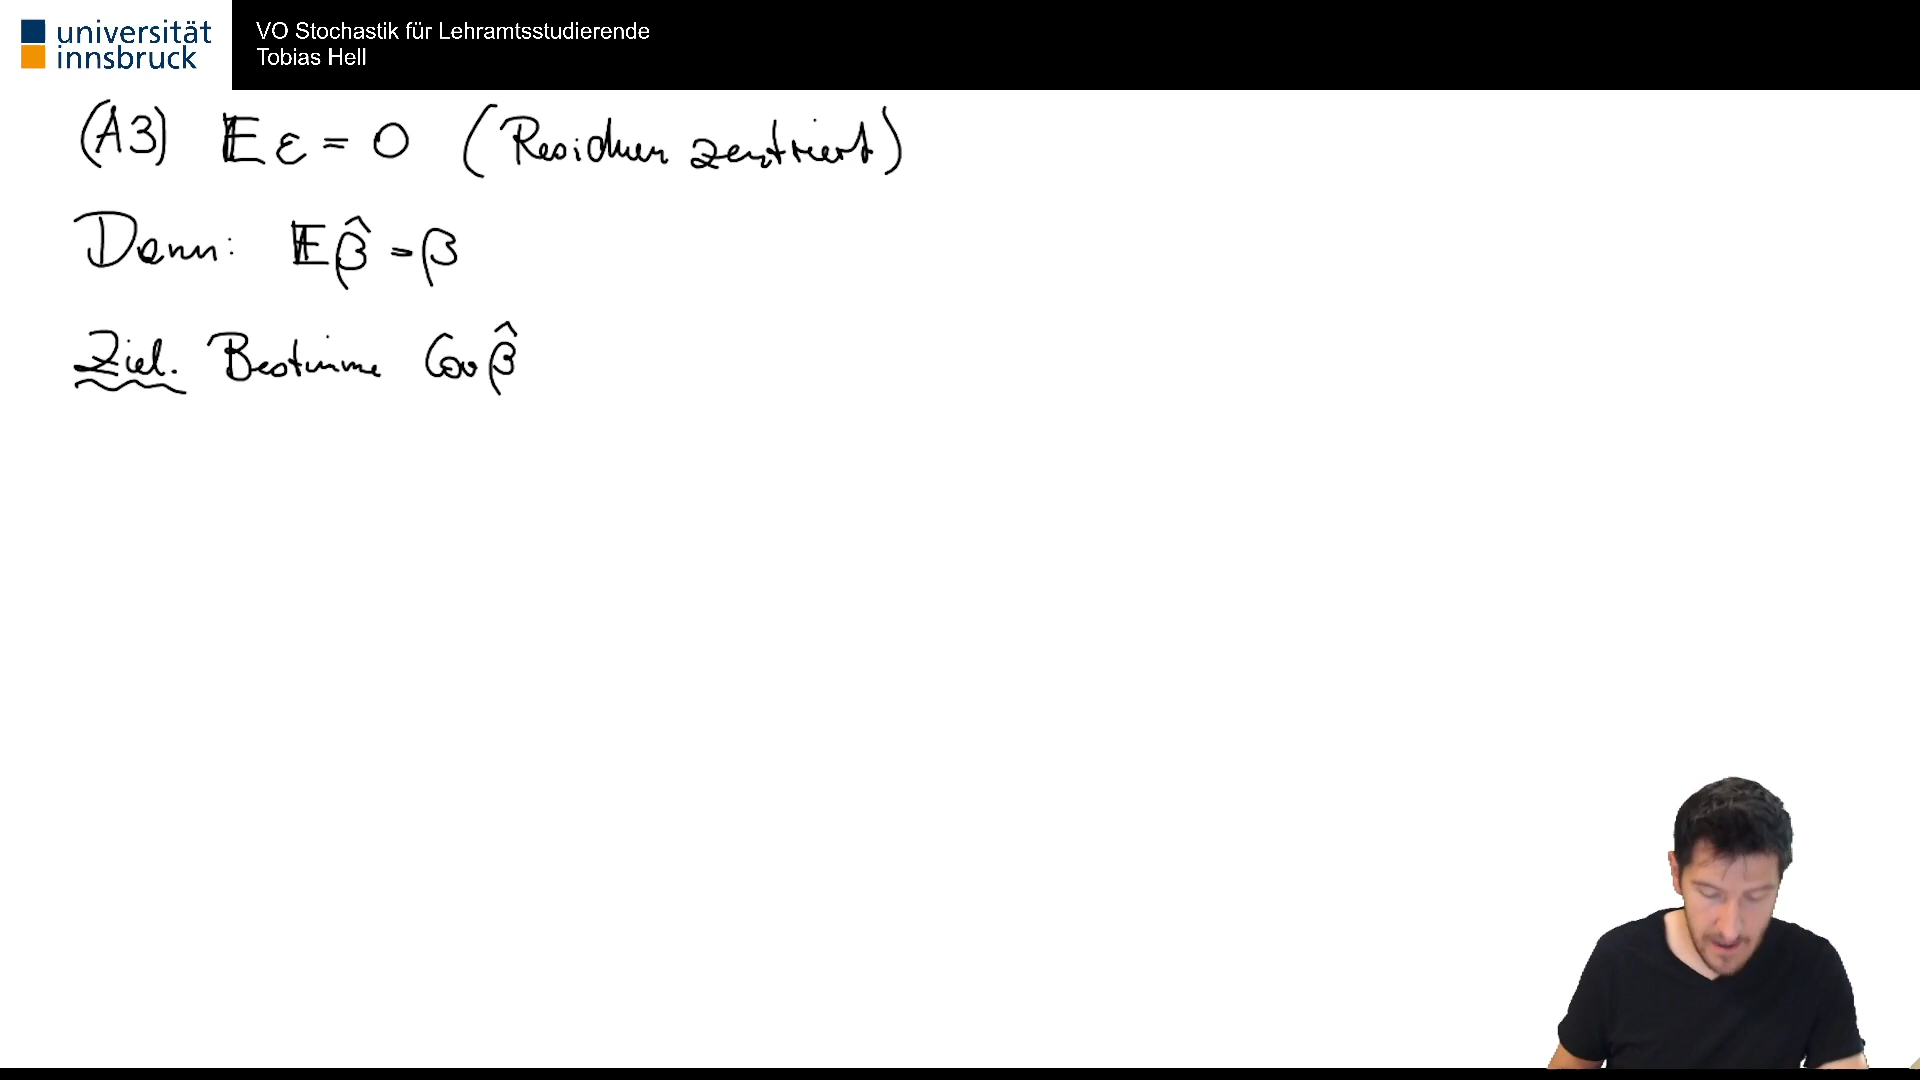 universität
innsbruck
VO Stochastik für Lehramtsstudierende
Tobias Hell
(A3) 𝔼ε = 0 (Residuen zentriert)
Dann: 𝔼β̂ = β
Ziel. Bestimme Cov β̂